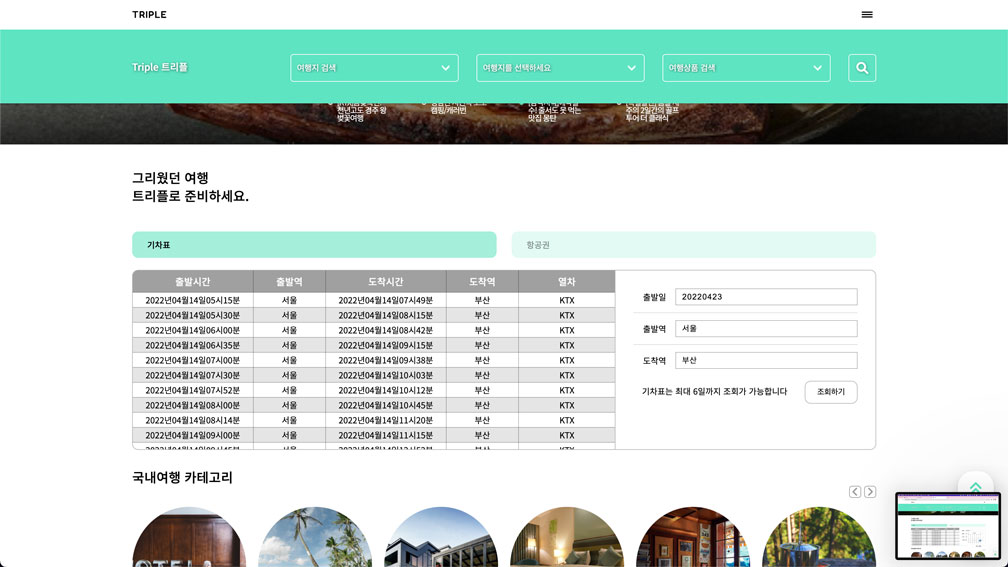 TRIPLE
Triple 트리플
여행지 검색
여행지를 선택하세요
여행상품 검색
천년고도 경주 왕
벚꽃여행
캠핑/캐러반
수! 줄서도 못 먹는
맛집 몽탄
주의 2일간의 골프
투어 더 클래식
그리웠던 여행
트리플로 준비하세요.
기차표
항공권
출발시간 출발역 도착시간 도착역 열차
2022년04월14일05시15분 서울 2022년04월14일07시49분 부산 KTX
2022년04월14일05시30분 서울 2022년04월14일08시15분 부산 KTX
2022년04월14일06시00분 서울 2022년04월14일08시42분 부산 KTX
2022년04월14일06시35분 서울 2022년04월14일09시15분 부산 KTX
2022년04월14일07시00분 서울 2022년04월14일09시38분 부산 KTX
2022년04월14일07시30분 서울 2022년04월14일10시03분 부산 KTX
2022년04월14일07시52분 서울 2022년04월14일10시12분 부산 KTX
2022년04월14일08시00분 서울 2022년04월14일10시45분 부산 KTX
2022년04월14일08시14분 서울 2022년04월14일11시20분 부산 KTX
2022년04월14일09시00분 서울 2022년04월14일11시15분 부산 KTX
출발일 20220423
출발역 서울
도착역 부산
기차표는 최대 6일까지 조회가 가능합니다
조회하기
국내여행 카테고리